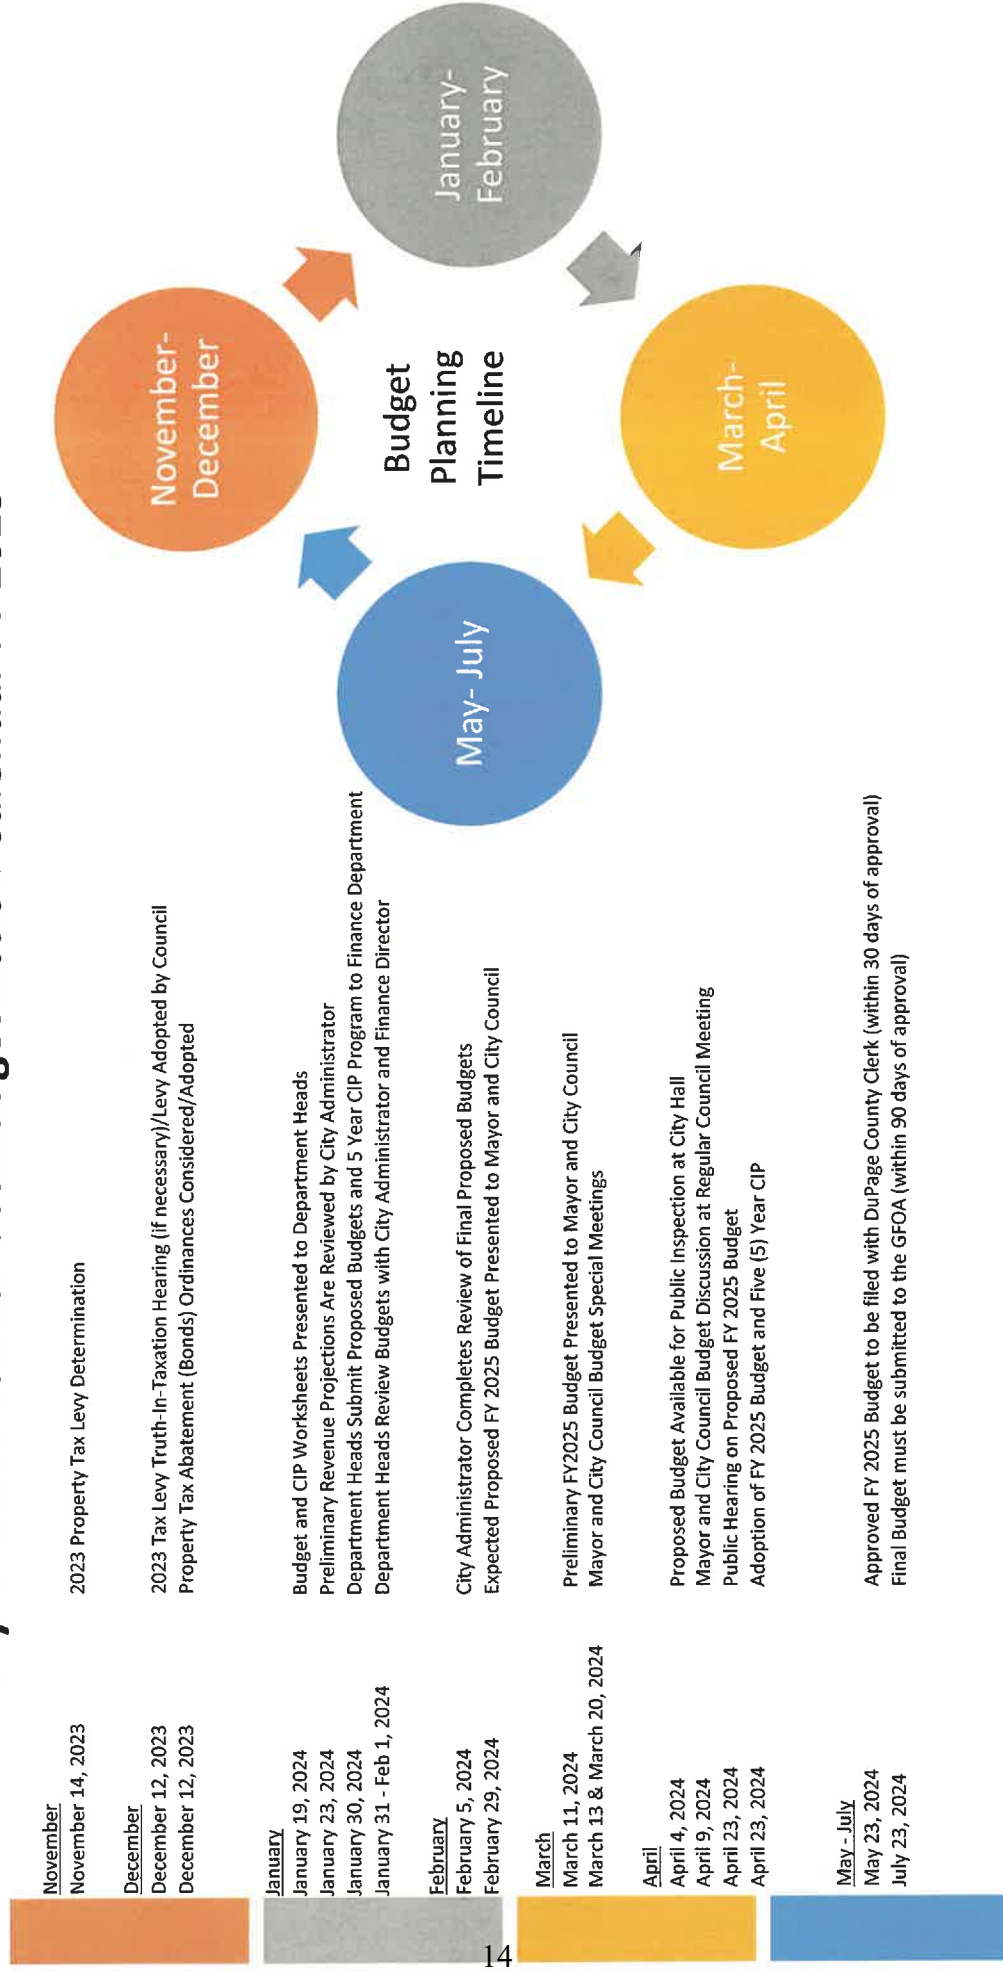 November
November 14, 2023 2023 Property Tax Levy Determination
December
December 12, 2023 2023 Tax Levy Truth-In-Taxation Hearing (if necessary)/Levy Adopted by Council
December 12, 2023 Property Tax Abatement (Bonds) Ordinances Considered/Adopted
January
January 19, 2024 Budget and CIP Worksheets Presented to Department Heads
January 23, 2024 Preliminary Revenue Projections Are Reviewed by City Administrator
January 30, 2024 Department Heads Submit Proposed Budgets and 5 Year CIP Program to Finance Department
January 31 - Feb 1, 2024 Department Heads Review Budgets with City Administrator and Finance Director
February
February 5, 2024 City Administrator Completes Review of Final Proposed Budgets
February 29, 2024 Expected Proposed FY 2025 Budget Presented to Mayor and City Council
March
March 11, 2024 Preliminary FY2025 Budget Presented to Mayor and City Council
March 13 & March 20, 2024 Mayor and City Council Budget Special Meetings
April
April 4, 2024 Proposed Budget Available for Public Inspection at City Hall
April 9, 2024 Mayor and City Council Budget Discussion at Regular Council Meeting
April 23, 2024 Public Hearing on Proposed FY 2025 Budget
April 23, 2024 Adoption of FY 2025 Budget and Five (5) Year CIP
May - July
May 23, 2024 Approved FY 2025 Budget to be filed with DuPage County Clerk (within 30 days of approval)
July 23, 2024 Final Budget must be submitted to the GFOA (within 90 days of approval)
November-
December
January-
February
March-
April
May- July
Budget
Planning
Timeline
14